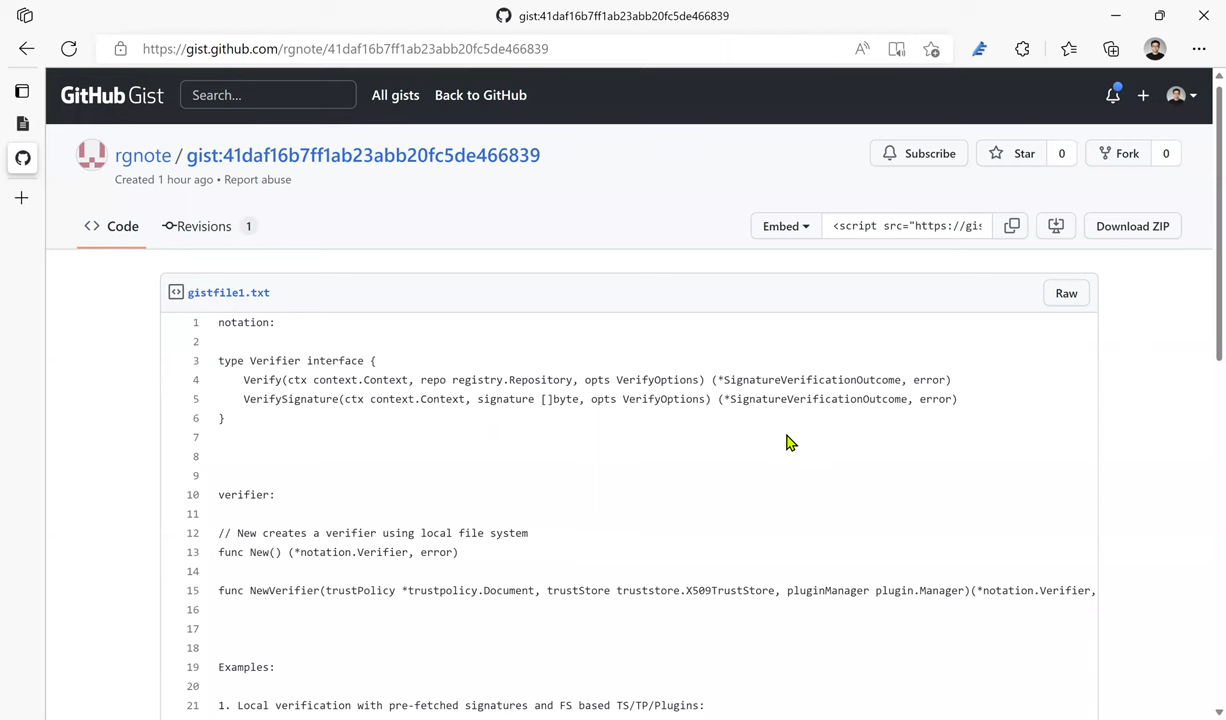 gist:41daf16b7ff1ab23abb20fc5de466839
https://gist.github.com/rgnote/41daf16b7ff1ab23abb20fc5de466839
GitHub Gist
Search...
All gists
Back to GitHub
rgnote / gist:41daf16b7ff1ab23abb20fc5de466839
Subscribe
Star 0
Fork 0
Created 1 hour ago • Report abuse
<> Code
Revisions 1
Embed
<script src="https://gis
Download ZIP
gistfile1.txt
Raw
1 notation:
2
3 type Verifier interface {
4 Verify(ctx context.Context, repo registry.Repository, opts VerifyOptions) (*SignatureVerificationOutcome, error)
5 VerifySignature(ctx context.Context, signature []byte, opts VerifyOptions) (*SignatureVerificationOutcome, error)
6 }
7
8
9
10 verifier:
11
12 // New creates a verifier using local file system
13 func New() (*notation.Verifier, error)
14
15 func NewVerifier(trustPolicy *trustpolicy.Document, trustStore truststore.X509TrustStore, pluginManager plugin.Manager)(*notation.Verifier,
16
17
18
19 Examples:
20
21 1. Local verification with pre-fetched signatures and FS based TS/TP/Plugins: